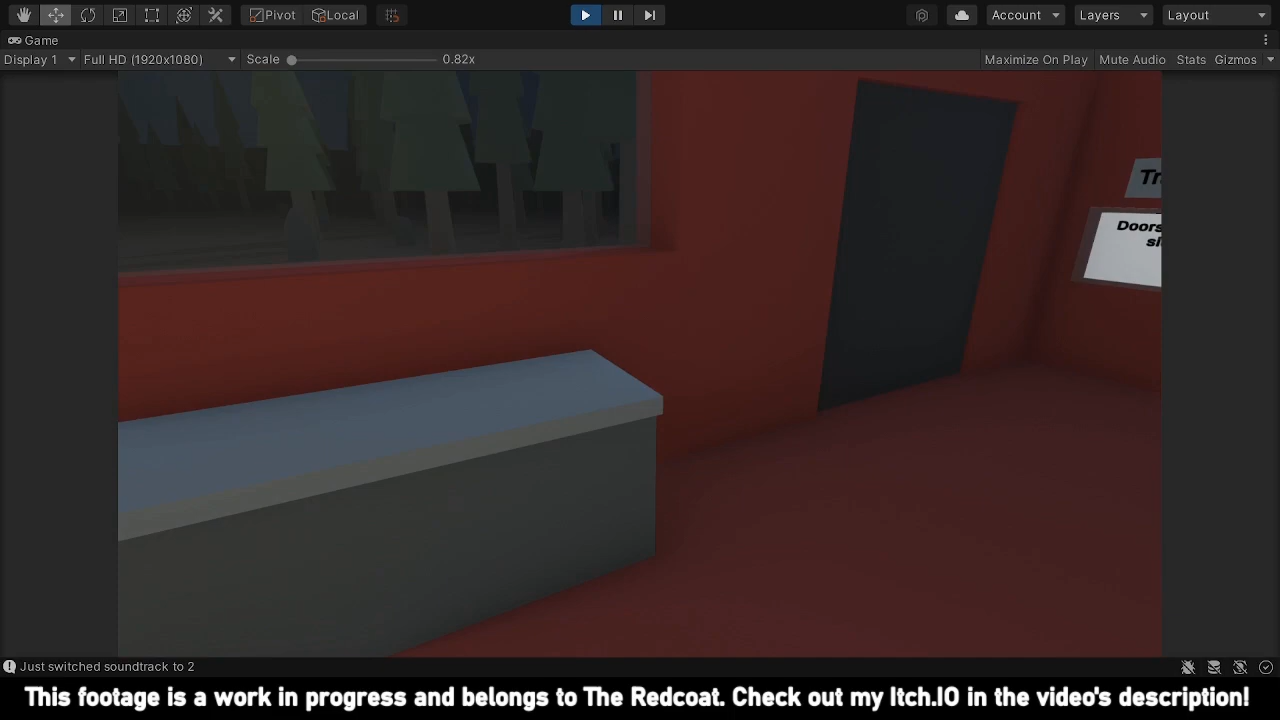 Pivot
Local
Account
Layers
Layout
Game
Display 1
Full HD (1920x1080)
Scale
0.82x
Maximize On Play
Mute Audio
Stats
Gizmos
Doors
Just switched soundtrack to 2
This footage is a work in progress and belongs to The Redcoat. Check out my Itch.IO in the video's description!